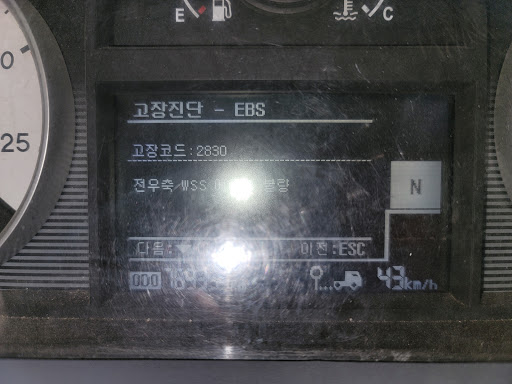 E C
0
25
고장진단 - EBS
고장코드:2830
전우축 WSS 불량
N
다음: 이전:ESC
000 43km/h